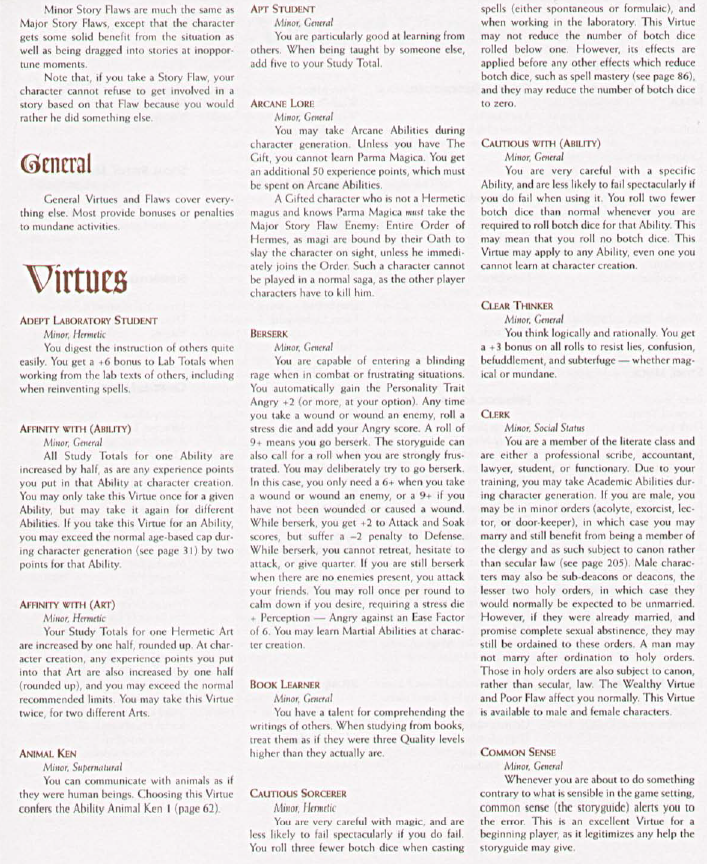 Minor Story Flaws are much the same as
Major Story Flaws, except that the character
gets some solid benefit from the situation as
well as being dragged into stories at inoppor-
tune moments.
Note that, if you take a Story Flaw, your
character cannot refuse to get involved in a
story based on that Flaw because you would
rather he did something else.
General
General Virtues and Flaws cover every-
thing else. Most provide bonuses or penalties
to mundane activities.
Virtues
ADEPT LABORATORY STUDENT
Minor, Hermetic
You digest the instruction of others quite
easily. You get a +6 bonus to Lab Totals when
working from the lab texts of others, including
when reinventing spells.
AFFINITY WITH (ABILITY)
Minor, General
All Study Totals for one Ability are
increased by half, as are any experience points
you put in that Ability at character creation.
You may only take this Virtue once for a given
Ability, but may take it again for different
Abilities. If you take this Virtue for an Ability,
you may exceed the normal age-based cap dur-
ing character generation (see page 31) by two
points for that Ability.
AFFINITY WITH (ART)
Minor, Hermetic
Your Study Totals for one Hermetic Art
are increased by one half, rounded up. At char-
acter creation, any experience points you put
into that Art are also increased by one half
(rounded up), and you may exceed the normal
recommended limits. You may take this Virtue
twice, for two different Arts.
ANIMAL KEN
Minor, Supernatural
You can communicate with animals as if
they were human beings. Choosing this Virtue
confers the Ability Animal Ken 1 (page 62).
APT STUDENT
Minor, General
You are particularly good at learning from
others. When being taught by someone else,
add five to your Study Total.
ARCANE LORE
Minor, General
You may take Arcane Abilities during
character generation. Unless you have The
Gift, you cannot learn Parma Magica. You get
an additional 50 experience points, which must
be spent on Arcane Abilities.
A Gifted character who is not a Hermetic
magus and knows Parma Magica must take the
Major Story Flaw Enemy: Entire Order of
Hermes, as magi are bound by their Oath to
slay the character on sight, unless he immedi-
ately joins the Order. Such a character cannot
be played in a normal saga, as the other player
characters have to kill him.
BERSERK
Minor, General
You are capable of entering a blinding
rage when in combat or frustrating situations.
You automatically gain the Personality Trait
Angry +2 (or more, at your option). Any time
you take a wound or wound an enemy, roll a
stress die and add your Angry score. A roll of
9+ means you go berserk. The storyguide can
also call for a roll when you are strongly frus-
trated. You may deliberately try to go berserk.
In this case, you only need a 6+ when you take
a wound or wound an enemy, or a 9+ if you
have not been wounded or caused a wound.
While berserk, you get +2 to Attack and Soak
scores, but suffer a −2 penalty to Defense.
While berserk, you cannot retreat, hesitate to
attack, or give quarter. If you are still berserk
when there are no enemies present, you attack
your friends. You may roll once per round to
calm down if you desire, requiring a stress die
+ Perception — Angry against an Ease Factor
of 6. You may learn Martial Abilities at charac-
ter creation.
BOOK LEARNER
Minor, General
You have a talent for comprehending the
writings of others. When studying from books,
treat them as if they were three Quality levels
higher than they actually are.
CAUTIOUS SORCERER
Minor, Hermetic
You are very careful with magic, and are
less likely to fail spectacularly if you do fail.
You roll three fewer botch dice when casting
spells (either spontaneous or formulaic), and
when working in the laboratory. This Virtue
may not reduce the number of botch dice
rolled below one. However, its effects are
applied before any other effects which reduce
botch dice, such as spell mastery (see page 86),
and they may reduce the number of botch dice
to zero.
CAUTIOUS WITH (ABILITY)
Minor, General
You are very careful with a specific
Ability, and are less likely to fail spectacularly if
you do fail when using it. You roll two fewer
botch dice than normal whenever you are
required to roll botch dice for that Ability. This
may mean that you roll no botch dice. This
Virtue may apply to any Ability, even one you
cannot learn at character creation.
CLEAR THINKER
Minor, General
You think logically and rationally. You get
a +3 bonus on all rolls to resist lies, confusion,
befuddlement, and subterfuge — whether mag-
ical or mundane.
CLERK
Minor, Social Status
You are a member of the literate class and
are either a professional scribe, accountant,
lawyer, student, or functionary. Due to your
training, you may take Academic Abilities dur-
ing character generation. If you are male, you
may be in minor orders (acolyte, exorcist, lec-
tor, or door-keeper), in which case you may
marry and still benefit from being a member of
the clergy and as such subject to canon rather
than secular law (see page 205). Male charac-
ters may also be sub-deacons or deacons, the
lesser two holy orders, in which case they
would normally be expected to be unmarried.
However, if they were already married, and
promise complete sexual abstinence, they may
still be ordained to these orders. A man may
not marry after ordination to holy orders.
Those in holy orders are also subject to canon,
rather than secular, law. The Wealthy Virtue
and Poor Flaw affect you normally. This Virtue
is available to male and female characters.
COMMON SENSE
Minor, General
Whenever you are about to do something
contrary to what is sensible in the game setting,
common sense (the storyguide) alerts you to
the error. This is an excellent Virtue for a
beginning player, as it legitimizes any help the
storyguide may give.